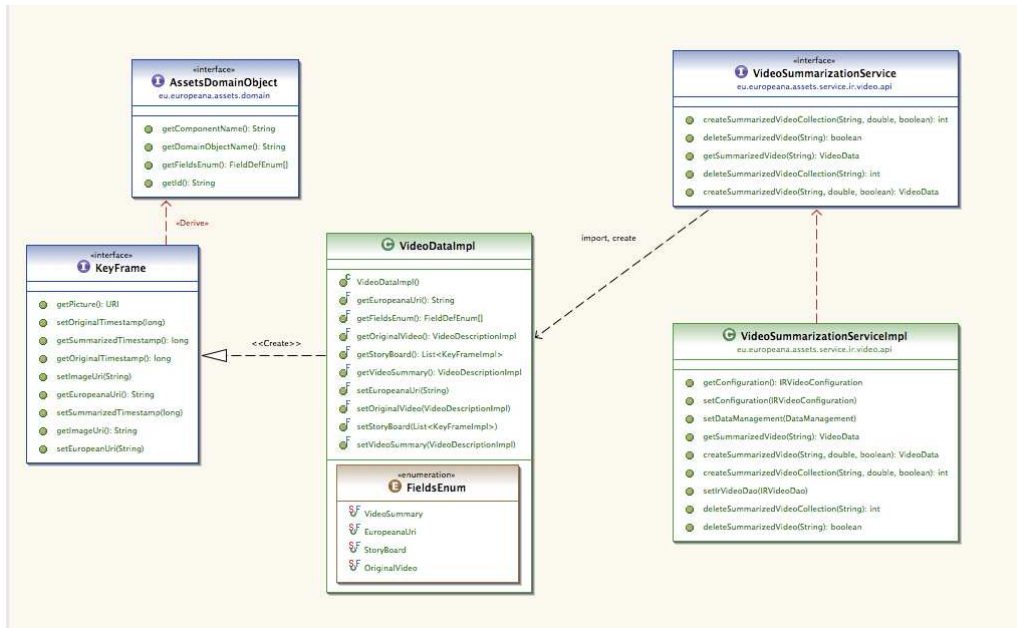 «interface»
AssetsDomainObject
eu.europeana.assets.domain
getComponentName(): String
getDomainObjectName(): String
getFieldsEnum(): FieldDefEnum[]
getId(): String
«Derive»
«interface»
KeyFrame
getPicture(): URI
setOriginalTimestamp(long)
getSummarizedTimestamp(): long
getOriginalTimestamp(): long
setImageUri(String)
getEuropeanaUri(): String
setSummarizedTimestamp(long)
getImageUri(): String
setEuropeanUri(String)
<<Create>>
VideoDataImpl
VideoDataImpl()
getEuropeanaUri(): String
getFieldsEnum(): FieldDefEnum[]
getOriginalVideo(): VideoDescriptionImpl
getStoryBoard(): List<KeyFrameImpl>
getVideoSummary(): VideoDescriptionImpl
setEuropeanaUri(String)
setOriginalVideo(VideoDescriptionImpl)
setStoryBoard(List<KeyFrameImpl>)
setVideoSummary(VideoDescriptionImpl)
«enumeration»
FieldsEnum
VideoSummary
EuropeanaUri
StoryBoard
OriginalVideo
import, create
«interface»
VideoSummarizationService
eu.europeana.assets.service.ir.video.api
createSummarizedVideoCollection(String, double, boolean): int
deleteSummarizedVideo(String): boolean
getSummarizedVideo(String): VideoData
deleteSummarizedVideoCollection(String): int
createSummarizedVideo(String, double, boolean): VideoData
VideoSummarizationServiceImpl
eu.europeana.assets.service.ir.video.api
getConfiguration(): IRVideoConfiguration
setConfiguration(IRVideoConfiguration)
setDataManagement(DataManagement)
getSummarizedVideo(String): VideoData
createSummarizedVideo(String, double, boolean): VideoData
createSummarizedVideoCollection(String, double, boolean): int
setIrVideoDao(IRVideoDao)
deleteSummarizedVideoCollection(String): int
deleteSummarizedVideo(String): boolean